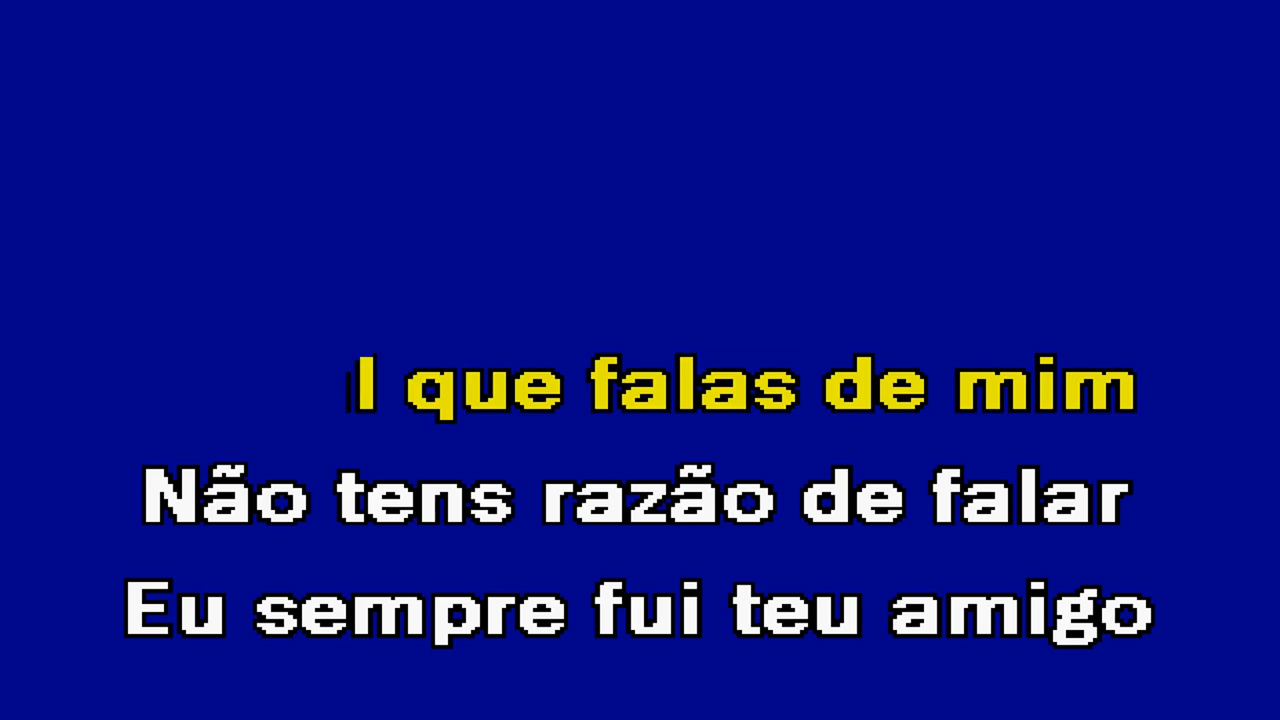 l que falas de mim
Não tens razão de falar
Eu sempre fui teu amigo